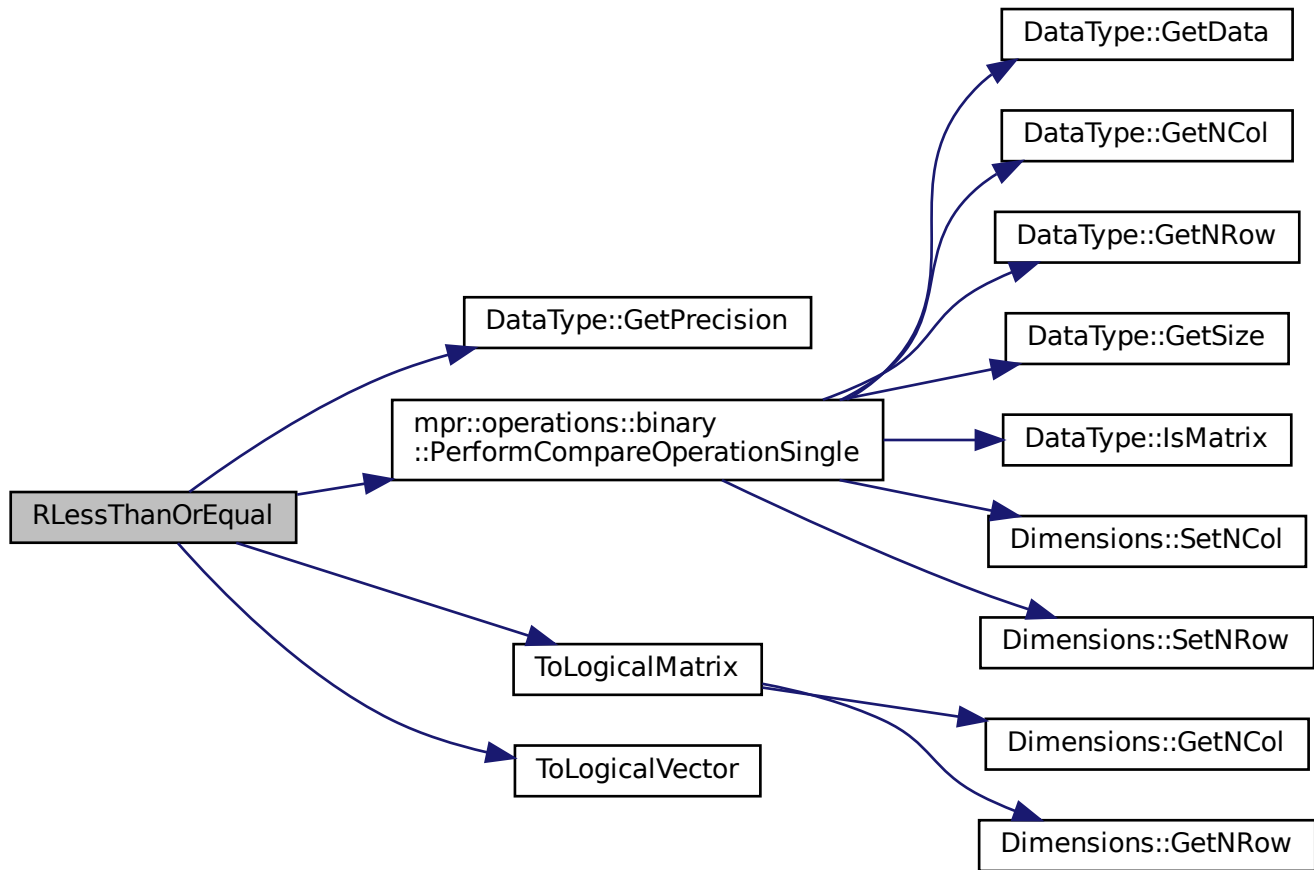 RLessThanOrEqual
DataType::GetPrecision
mpr::operations::binary
::PerformCompareOperationSingle
ToLogicalMatrix
ToLogicalVector
DataType::GetData
DataType::GetNCol
DataType::GetNRow
DataType::GetSize
DataType::IsMatrix
Dimensions::SetNCol
Dimensions::SetNRow
Dimensions::GetNCol
Dimensions::GetNRow